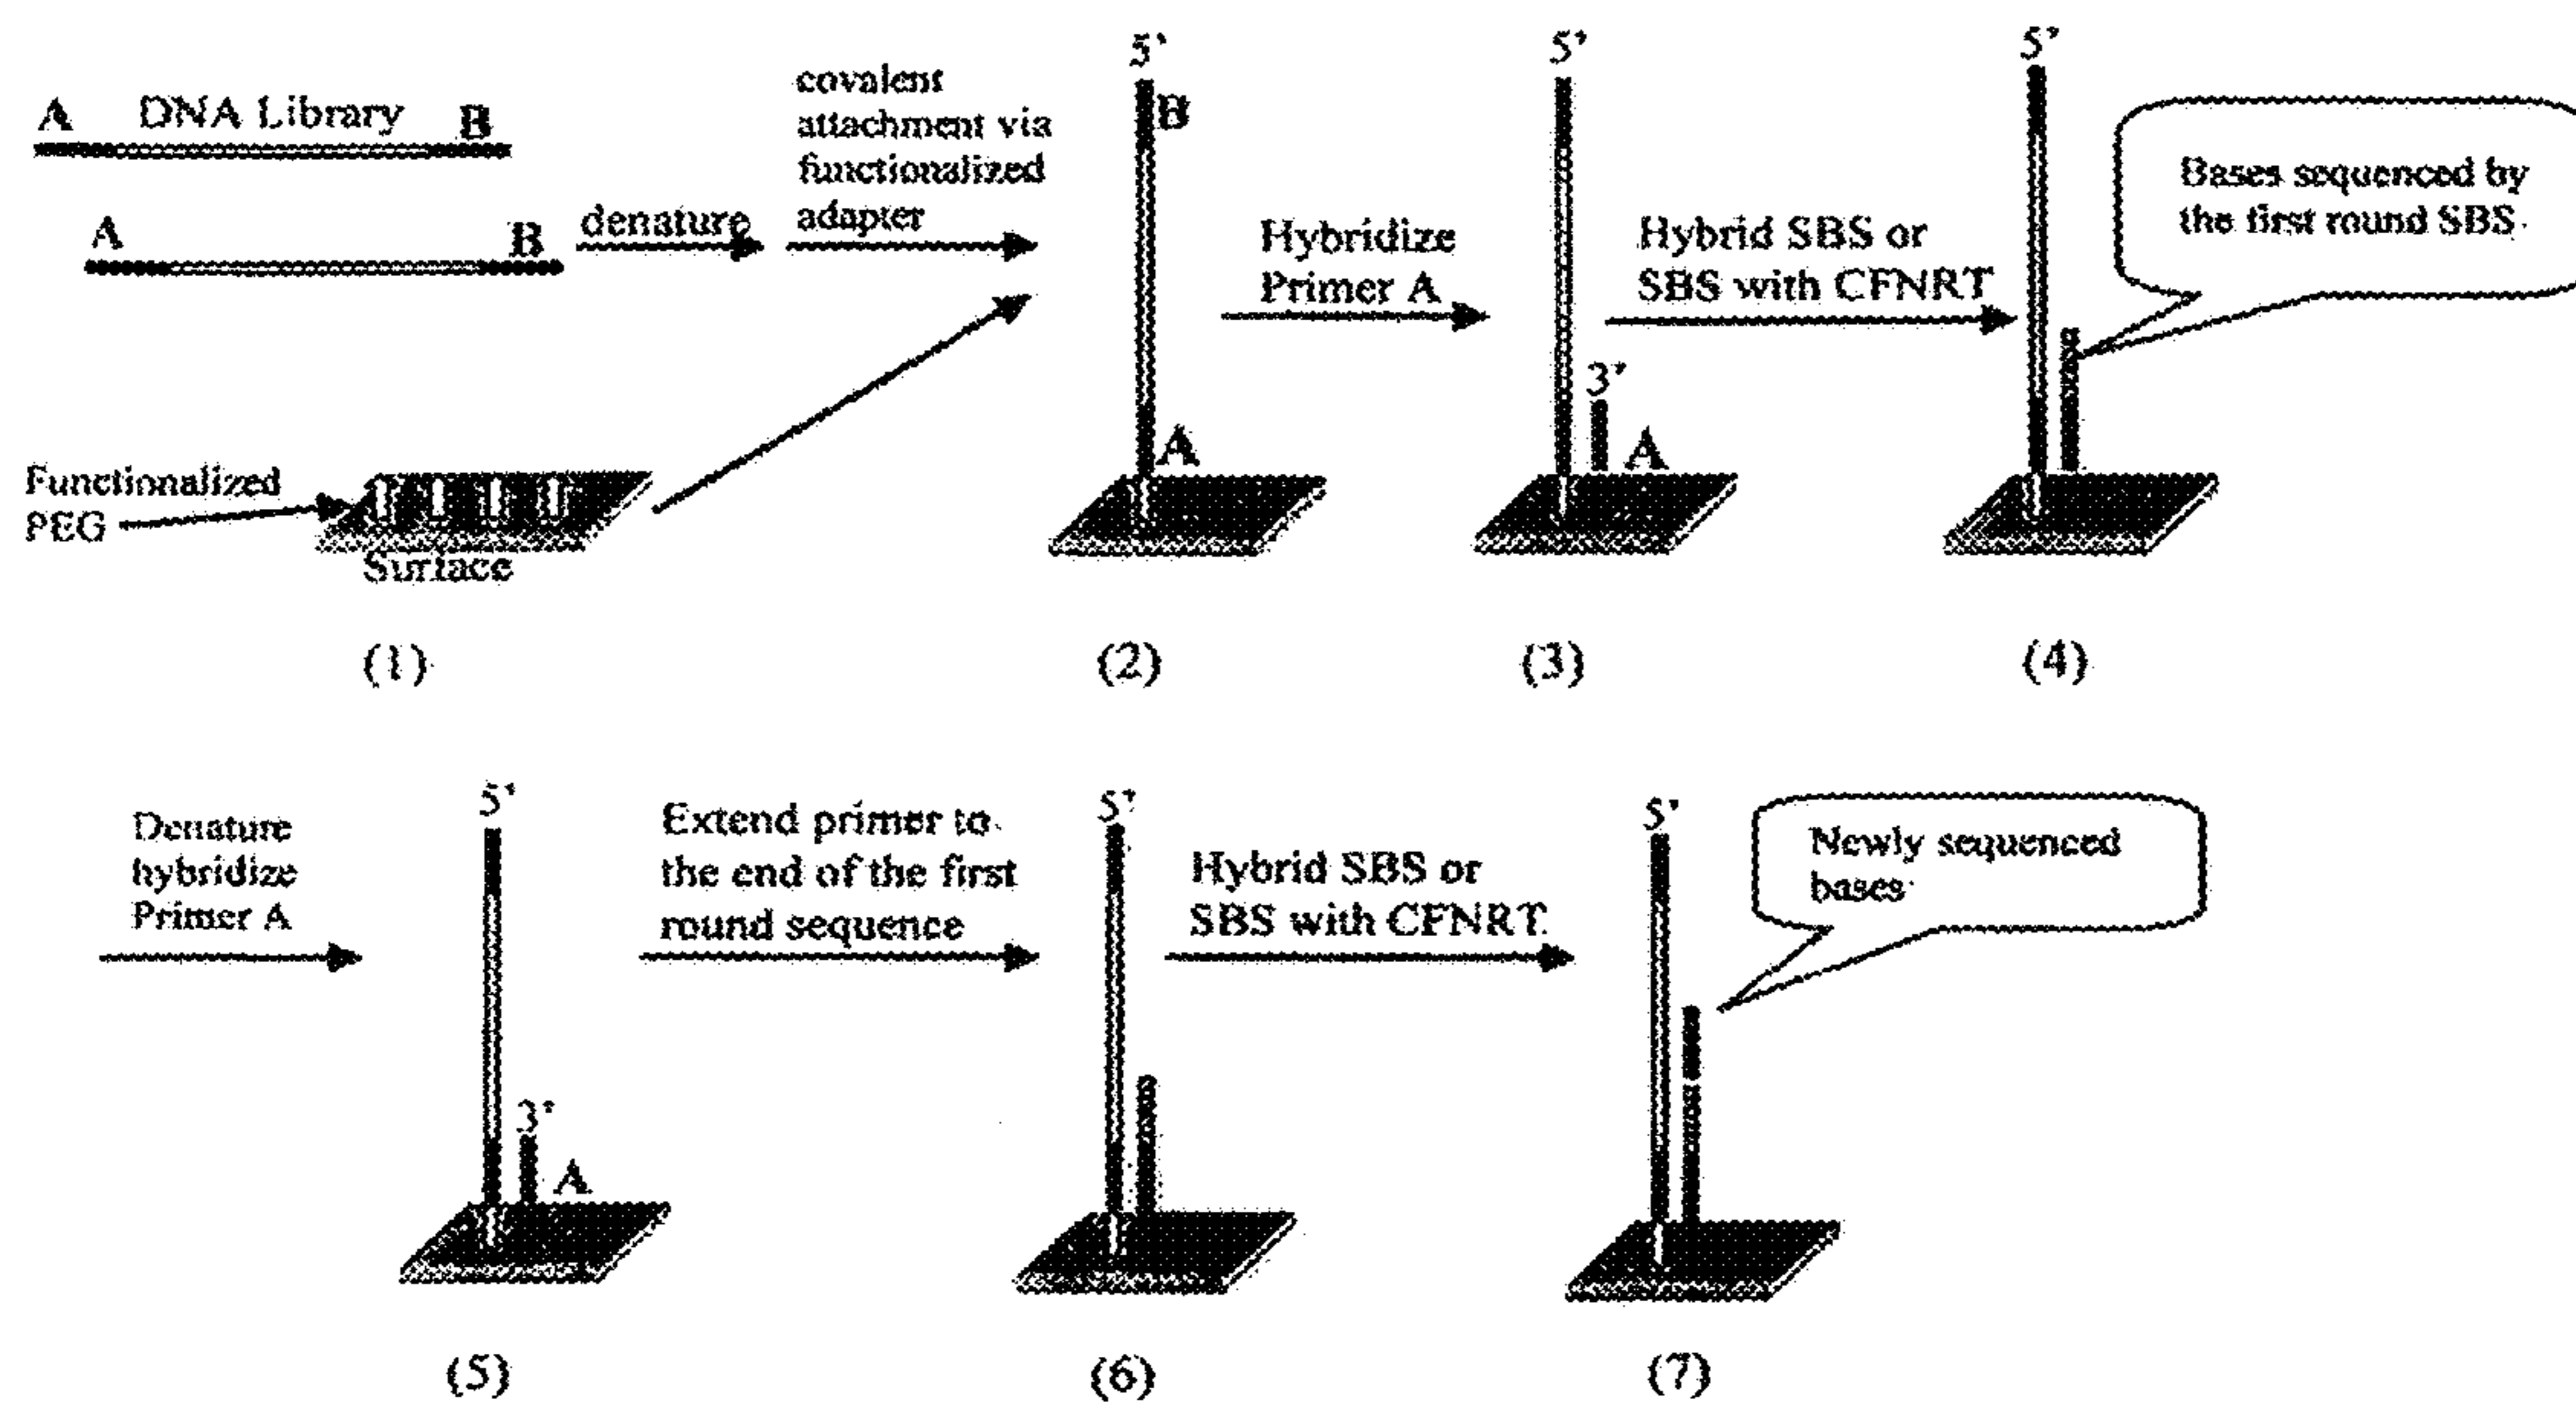 A DNA Library B
A B
denature
covalent
attachment via
functionalized
adapter
Functionalized
PEG
Surface
5'
B
A
Hybridize
Primer A
5'
3'
A
Hybrid SBS or
SBS with CFNRT
5'
Bases sequenced by
the first round SBS.
(1) (2) (3) (4)
Denature
hybridize
Primer A
5'
3'
A
Extend primer to
the end of the first
round sequence
5'
Hybrid SBS or
SBS with CFNRT.
5'
Newly sequenced
bases
(5) (6) (7)